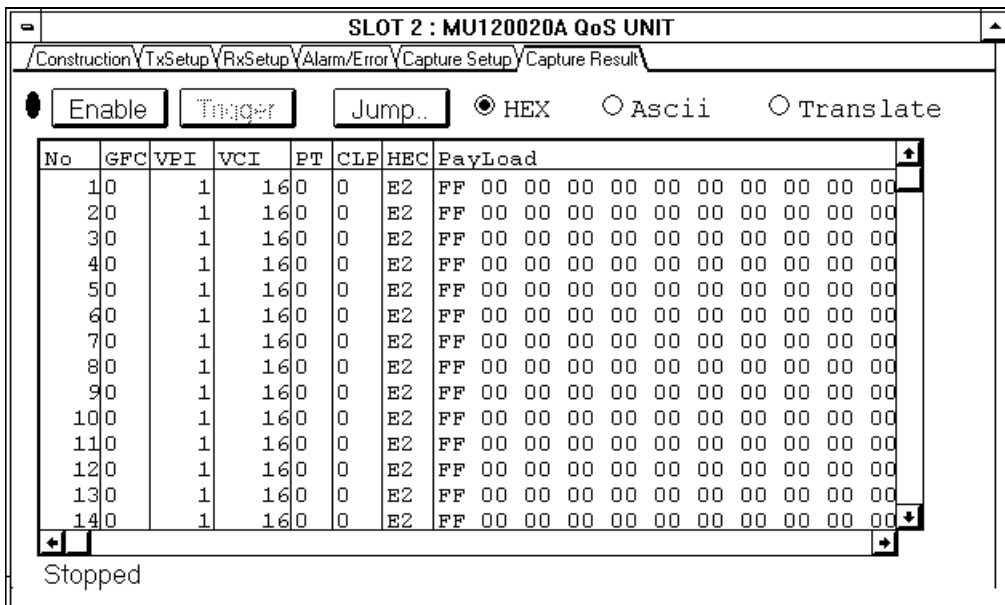 SLOT 2 : MU120020A QoS UNIT
Construction TxSetup RxSetup Alarm/Error Capture Setup Capture Result
Enable Trigger Jump.. HEX Ascii Translate
No GFC VPI VCI PT CLP HEC PayLoad
1 0 1 16 0 0 E2 FF 00 00 00 00 00 00 00 00 00 00
2 0 1 16 0 0 E2 FF 00 00 00 00 00 00 00 00 00 00
3 0 1 16 0 0 E2 FF 00 00 00 00 00 00 00 00 00 00
4 0 1 16 0 0 E2 FF 00 00 00 00 00 00 00 00 00 00
5 0 1 16 0 0 E2 FF 00 00 00 00 00 00 00 00 00 00
6 0 1 16 0 0 E2 FF 00 00 00 00 00 00 00 00 00 00
7 0 1 16 0 0 E2 FF 00 00 00 00 00 00 00 00 00 00
8 0 1 16 0 0 E2 FF 00 00 00 00 00 00 00 00 00 00
9 0 1 16 0 0 E2 FF 00 00 00 00 00 00 00 00 00 00
10 0 1 16 0 0 E2 FF 00 00 00 00 00 00 00 00 00 00
11 0 1 16 0 0 E2 FF 00 00 00 00 00 00 00 00 00 00
12 0 1 16 0 0 E2 FF 00 00 00 00 00 00 00 00 00 00
13 0 1 16 0 0 E2 FF 00 00 00 00 00 00 00 00 00 00
14 0 1 16 0 0 E2 FF 00 00 00 00 00 00 00 00 00 00
Stopped